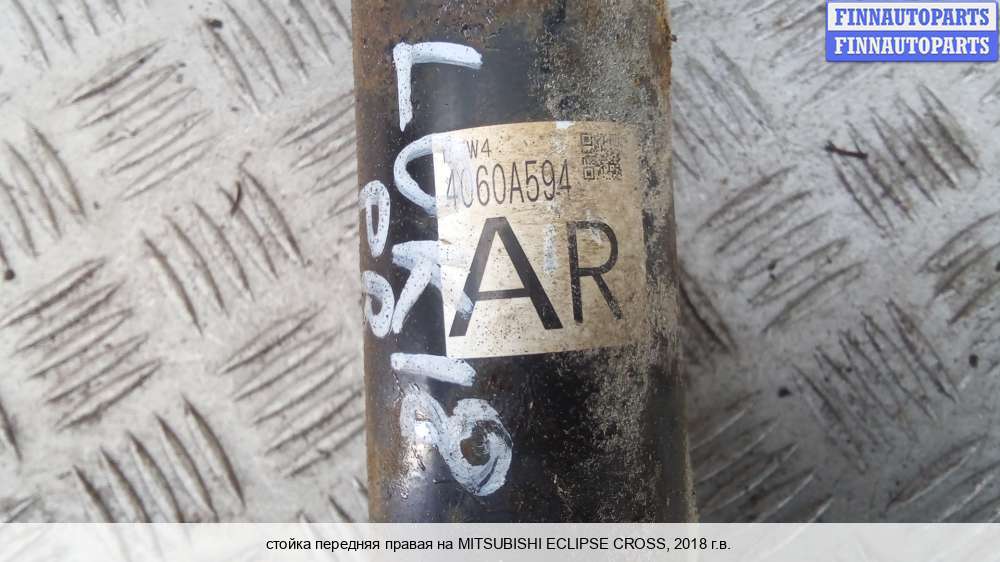 FINNAUTOPARTS
FINNAUTOPARTS
W4
4060A594
AR
стойка передняя правая на MITSUBISHI ECLIPSE CROSS, 2018 г.в.